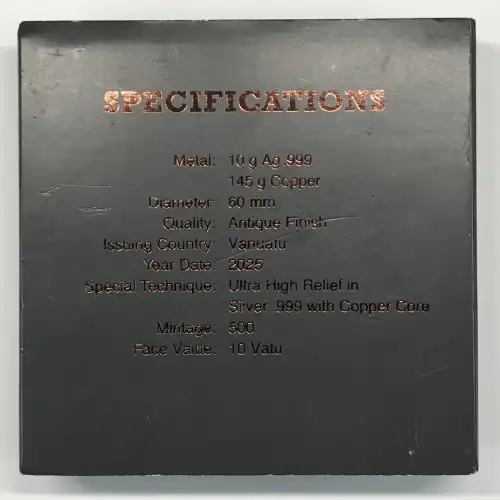 SPECIFICATIONS
Metal: 10 g Ag .999
145 g Copper
Diameter: 60 mm
Quality: Antique Finish
Issuing Country: Vanuatu
Year Date: 2025
Special Technique: Ultra High Relief in
Silver .999 with Copper Core
Mintage: 500
Face Value: 10 Vatu